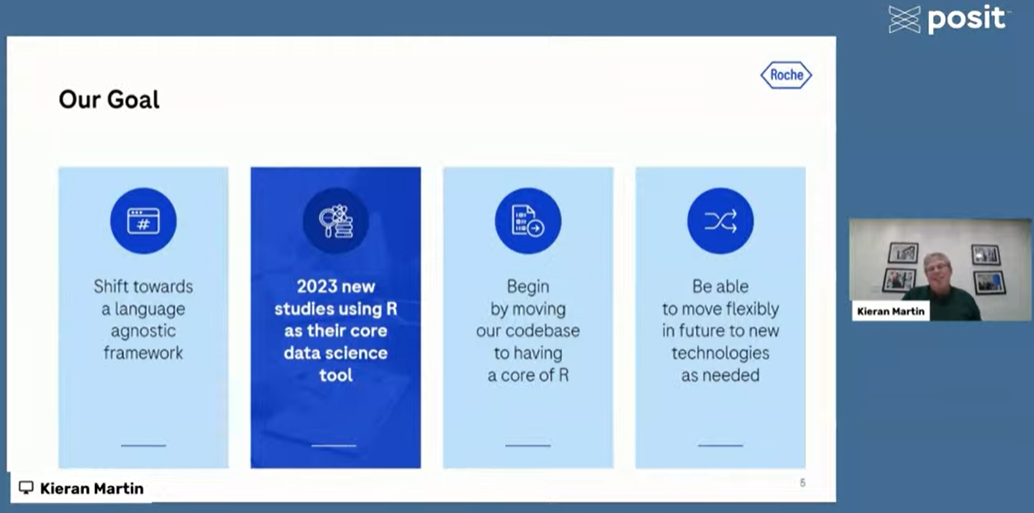 posit
Roche
Our Goal
Shift towards
a language
agnostic
framework
2023 new
studies using R
as their core
data science
tool
Begin
by moving
our codebase
to having
a core of R
Be able
to move flexibly
in future to new
technologies
as needed
Kieran Martin
5
Kieran Martin